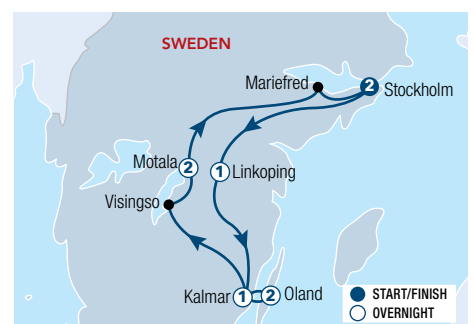 SWEDEN
Mariefred
2 Stockholm
Motala 2
1 Linkoping
Visingso
Kalmar 1 2 Oland
START/FINISH
OVERNIGHT